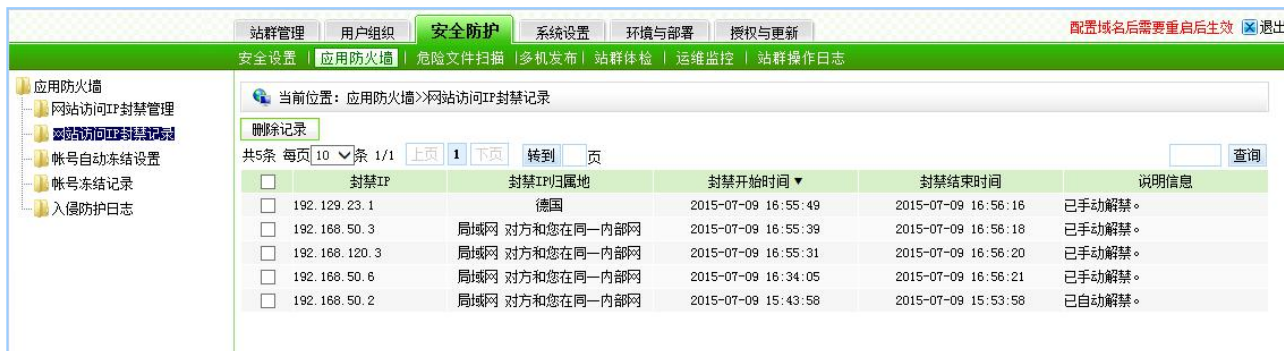 站群管理 用户组织 安全防护 系统设置 环境与部署 授权与更新 配置域名后需要重启后生效 退出
安全设置 | 应用防火墙 | 危险文件扫描 |多机发布| 站群体检 | 运维监控 | 站群操作日志
应用防火墙
网站访问IP封禁管理
网站访问IP封禁记录
帐号自动冻结设置
帐号冻结记录
入侵防护日志
当前位置：应用防火墙>>网站访问IP封禁记录
删除记录
共5条 每页 10 条 1/1 上页 1 下页 转到 页 查询
封禁IP 封禁IP归属地 封禁开始时间▼ 封禁结束时间 说明信息
192.129.23.1 德国 2015-07-09 16:55:49 2015-07-09 16:56:16 已手动解禁。
192.168.50.3 局域网 对方和您在同一内部网 2015-07-09 16:55:39 2015-07-09 16:56:18 已手动解禁。
192.168.120.3 局域网 对方和您在同一内部网 2015-07-09 16:55:31 2015-07-09 16:56:20 已手动解禁。
192.168.50.6 局域网 对方和您在同一内部网 2015-07-09 16:34:05 2015-07-09 16:56:21 已手动解禁。
192.168.50.2 局域网 对方和您在同一内部网 2015-07-09 15:43:58 2015-07-09 15:53:58 已自动解禁。